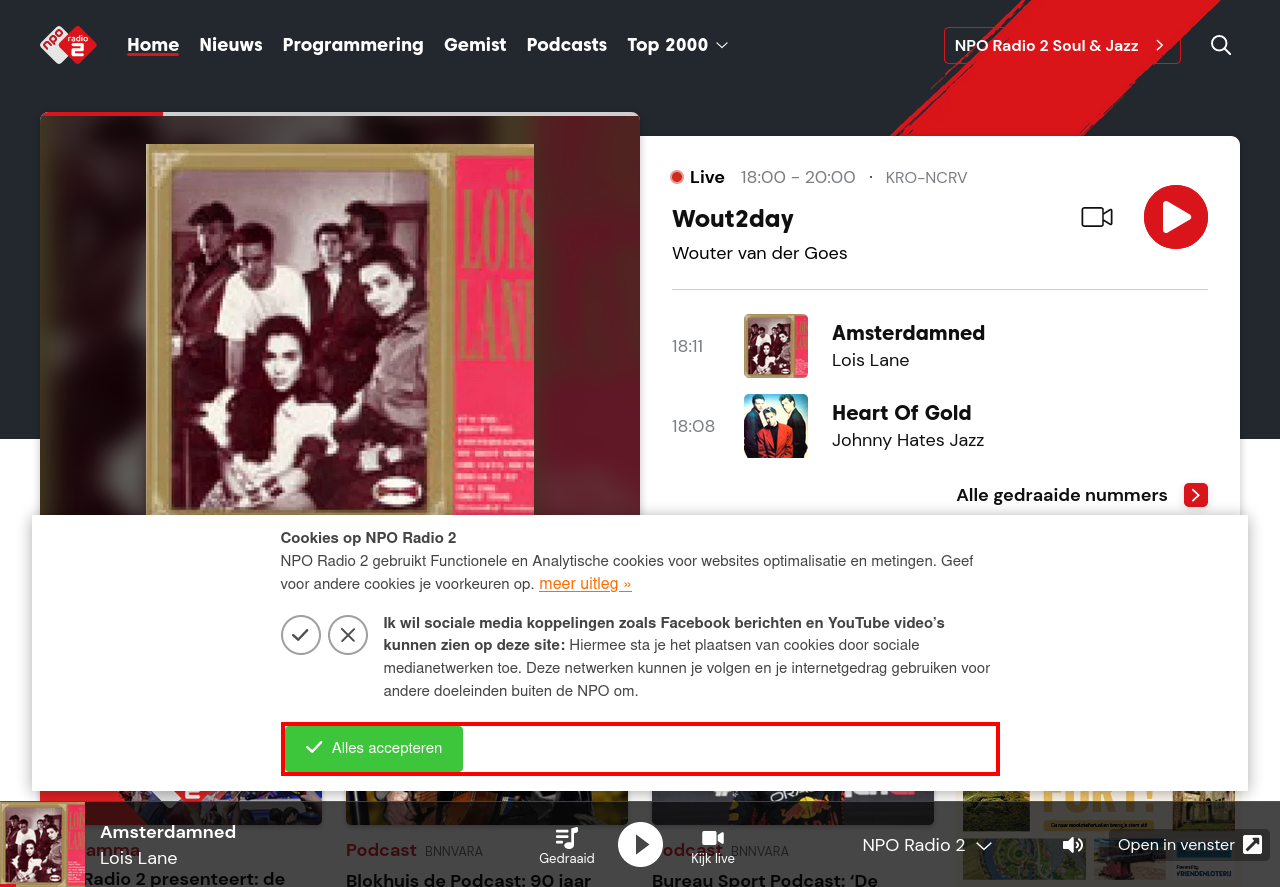 npo radio 2
Home Nieuws Programmering Gemist Podcasts Top 2000
NPO Radio 2 Soul & Jazz
LOÏS
LANE
Live 18:00 - 20:00 · KRO-NCRV
Wout2day
Wouter van der Goes
18:11 Amsterdamned
Lois Lane
18:08 Heart Of Gold
Johnny Hates Jazz
Alle gedraaide nummers
Cookies op NPO Radio 2
NPO Radio 2 gebruikt Functionele en Analytische cookies voor websites optimalisatie en metingen. Geef
voor andere cookies je voorkeuren op. meer uitleg »
Ik wil sociale media koppelingen zoals Facebook berichten en YouTube video's
kunnen zien op deze site: Hiermee sta je het plaatsen van cookies door sociale
medianetwerken toe. Deze netwerken kunnen je volgen en je internetgedrag gebruiken voor
andere doeleinden buiten de NPO om.
Alles accepteren
Amsterdamned
Lois Lane
Gedraaid
Kijk live
NPO Radio 2
Open in venster
Podcast BNNVARA
Podcast BNNVARA
Radio 2 presenteert: de
Blokhuis de Podcast: 90 jaar
Bureau Sport Podcast: 'De
VRIENDENLOTERIJ